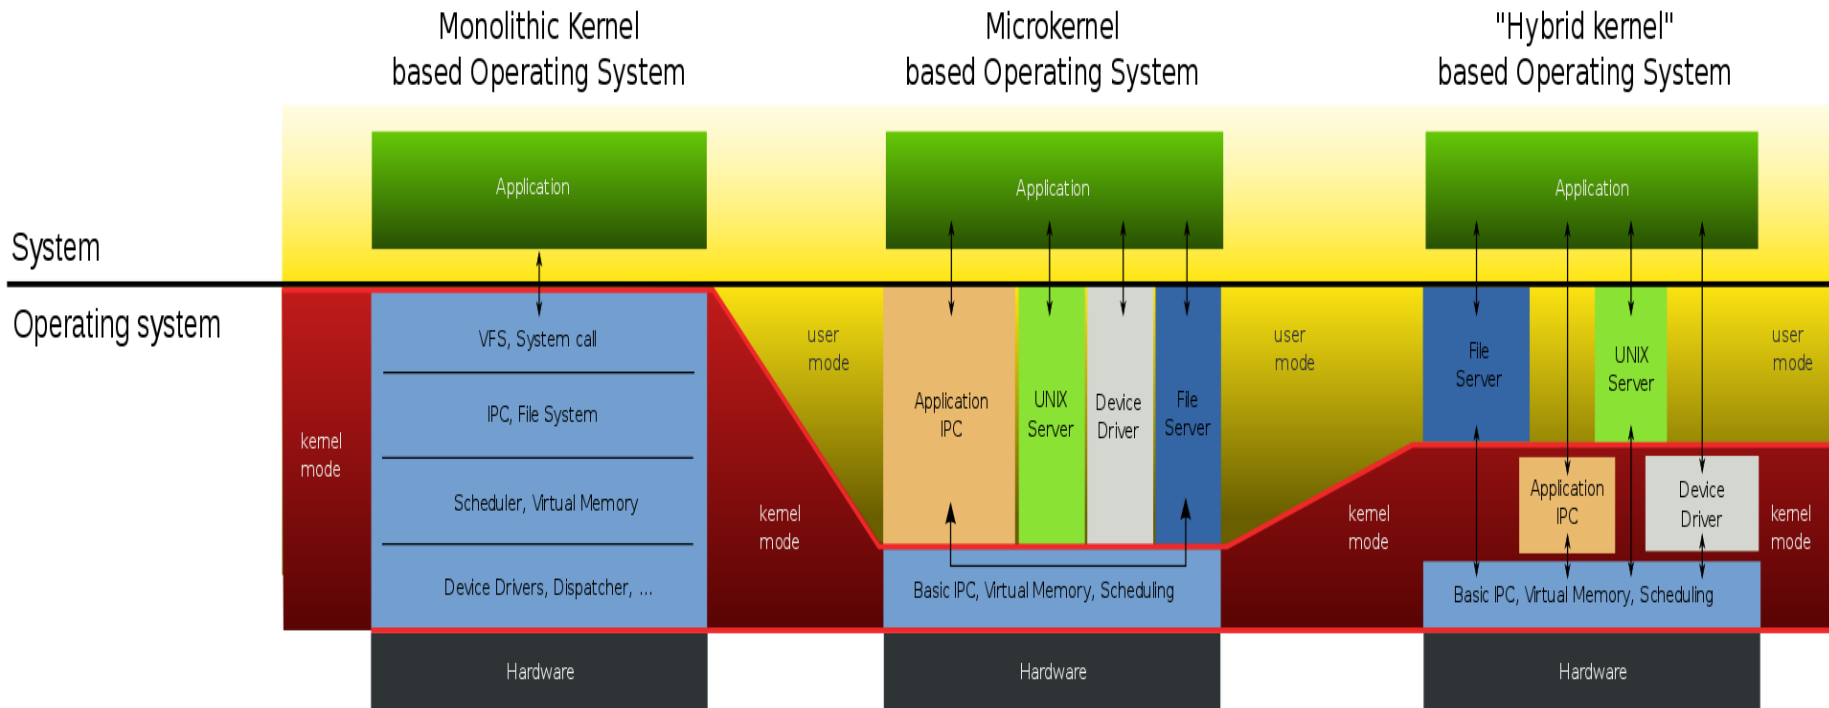 Monolithic Kernel
based Operating System
Microkernel
based Operating System
"Hybrid kernel"
based Operating System
Application
Application
Application
System
Operating system
VFS, System call
IPC, File System
Scheduler, Virtual Memory
Device Drivers, Dispatcher, ...
kernel
mode
kernel
mode
user
mode
Application
IPC
UNIX
Server
Device
Driver
File
Server
Basic IPC, Virtual Memory, Scheduling
user
mode
kernel
mode
File
Server
UNIX
Server
user
mode
Application
IPC
Device
Driver
kernel
mode
Basic IPC, Virtual Memory, Scheduling
Hardware
Hardware
Hardware